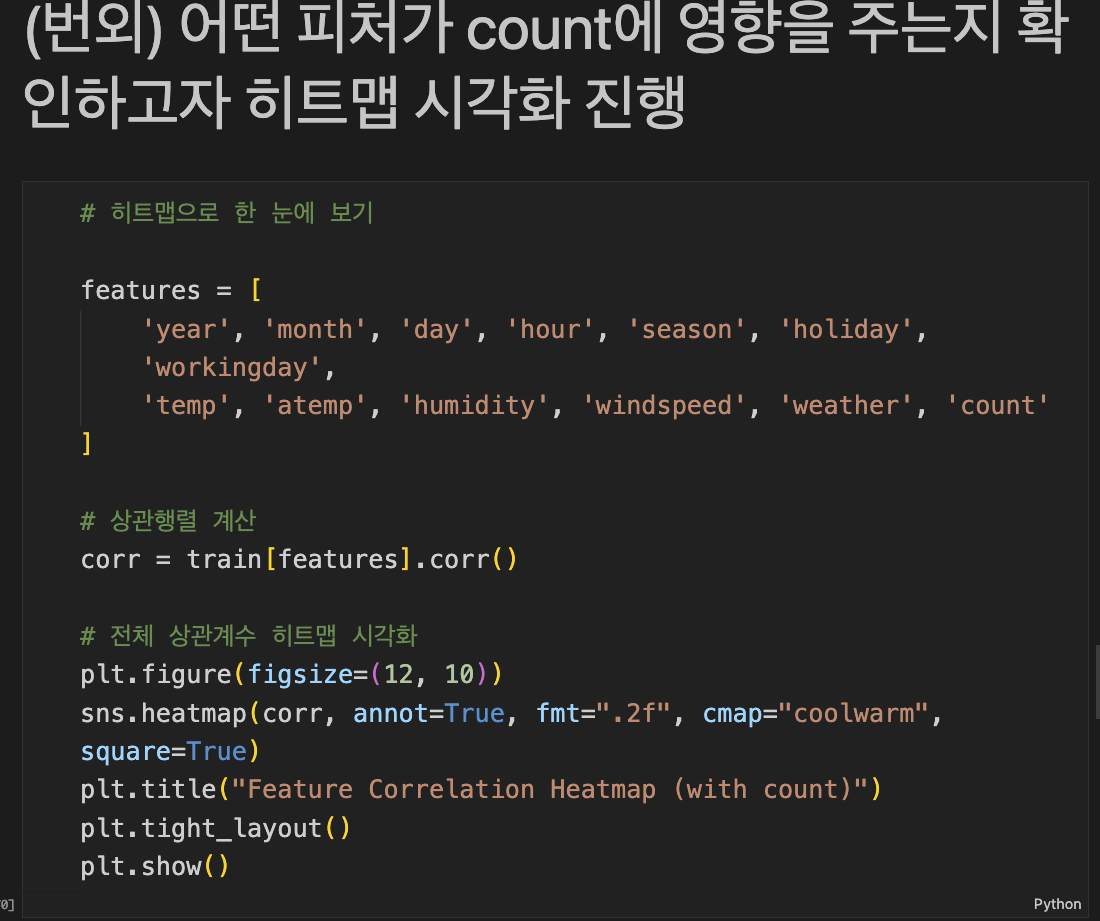 (번외) 어떤 피처가 count에 영향을 주는지 확
인하고자 히트맵 시각화 진행
# 히트맵으로 한 눈에 보기
features = [
    'year', 'month', 'day', 'hour', 'season', 'holiday',
    'workingday',
    'temp', 'atemp', 'humidity', 'windspeed', 'weather', 'count'
]
# 상관행렬 계산
corr = train[features].corr()
# 전체 상관계수 히트맵 시각화
plt.figure(figsize=(12, 10))
sns.heatmap(corr, annot=True, fmt=".2f", cmap="coolwarm",
square=True)
plt.title("Feature Correlation Heatmap (with count)")
plt.tight_layout()
plt.show()
0]
Python